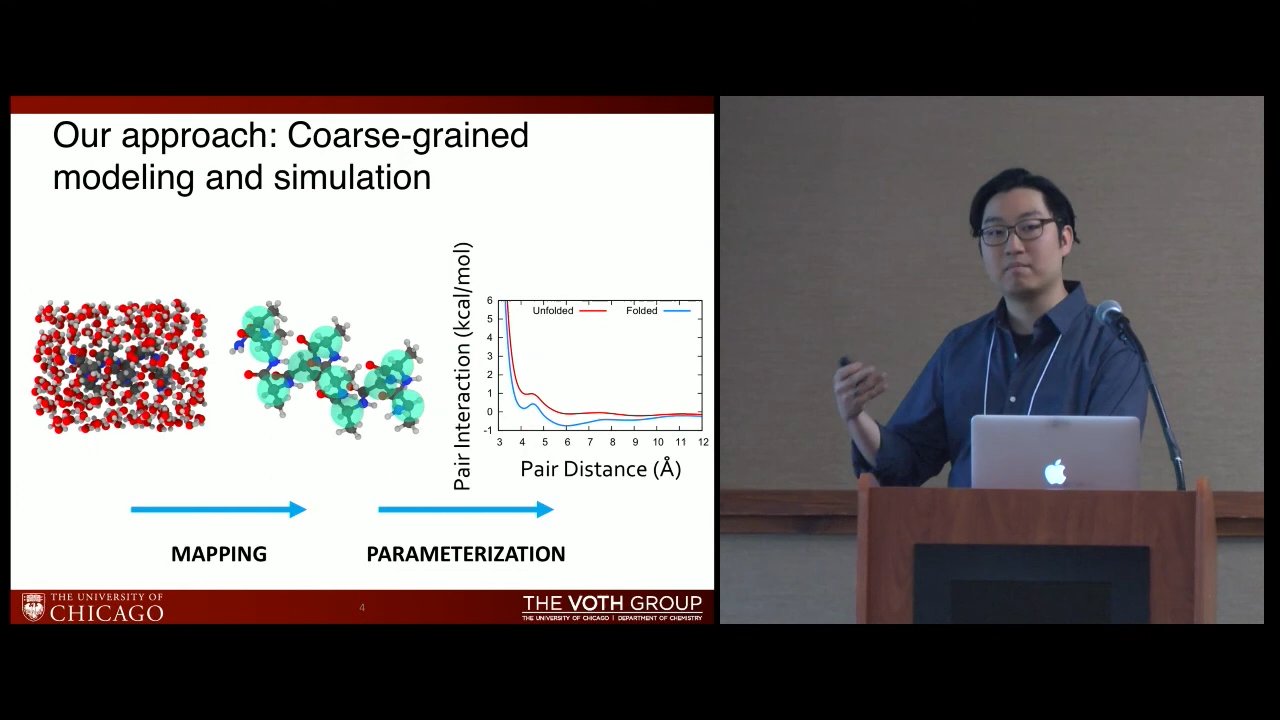 Our approach: Coarse-grained
modeling and simulation
Pair Interaction (kcal/mol)
6
5
4
3
2
1
0
-1
Unfolded
Folded
3 4 5 6 7 8 9 10 11 12
Pair Distance (Å)
MAPPING
PARAMETERIZATION
THE UNIVERSITY OF
CHICAGO
4
THE VOTH GROUP
THE UNIVERSITY OF CHICAGO | DEPARTMENT OF CHEMISTRY